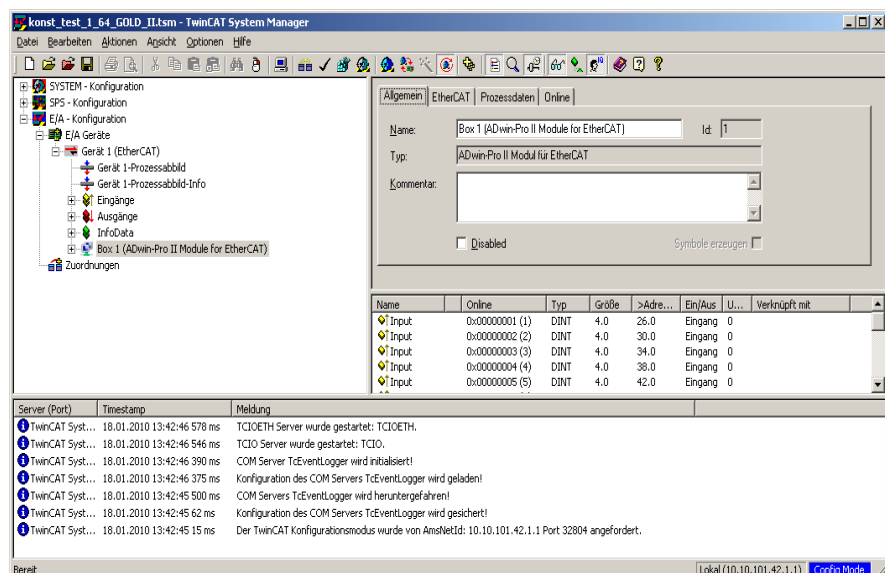 konst_test_1_64_GOLD_II.tsm - TwinCAT System Manager
Datei Bearbeiten Aktionen Ansicht Optionen Hilfe
SYSTEM - Konfiguration
SPS - Konfiguration
E/A - Konfiguration
E/A Geräte
Gerät 1 (EtherCAT)
Gerät 1-Prozessabbild
Gerät 1-Prozessabbild-Info
Eingänge
Ausgänge
InfoData
Box 1 (ADwin-Pro II Module for EtherCAT)
Zuordnungen
Allgemein EtherCAT Prozessdaten Online
Name: Box 1 (ADwin-Pro II Module for EtherCAT) Id: 1
Typ: ADwin-Pro II Modul für EtherCAT
Kommentar:
Disabled Symbole erzeugen
Name Online Typ Größe >Adre... Ein/Aus U... Verknüpft mit
Input 0x00000001 (1) DINT 4.0 26.0 Eingang 0
Input 0x00000002 (2) DINT 4.0 30.0 Eingang 0
Input 0x00000003 (3) DINT 4.0 34.0 Eingang 0
Input 0x00000004 (4) DINT 4.0 38.0 Eingang 0
Input 0x00000005 (5) DINT 4.0 42.0 Eingang 0
Server (Port) Timestamp Meldung
TwinCAT Syst... 18.01.2010 13:42:46 578 ms TCIOETH Server wurde gestartet: TCIOETH.
TwinCAT Syst... 18.01.2010 13:42:46 546 ms TCIO Server wurde gestartet: TCIO.
TwinCAT Syst... 18.01.2010 13:42:46 390 ms COM Server TcEventLogger wird initialisiert!
TwinCAT Syst... 18.01.2010 13:42:46 375 ms Konfiguration des COM Servers TcEventLogger wird geladen!
TwinCAT Syst... 18.01.2010 13:42:45 500 ms COM Servers TcEventLogger wird heruntergefahren!
TwinCAT Syst... 18.01.2010 13:42:45 62 ms Konfiguration des COM Servers TcEventLogger wird gesichert!
TwinCAT Syst... 18.01.2010 13:42:45 15 ms Der TwinCAT Konfigurationsmodus wurde von AmsNetId: 10.10.101.42.1.1 Port 32804 angefordert.
Bereit Lokal (10.10.101.42.1.1) Config Mode